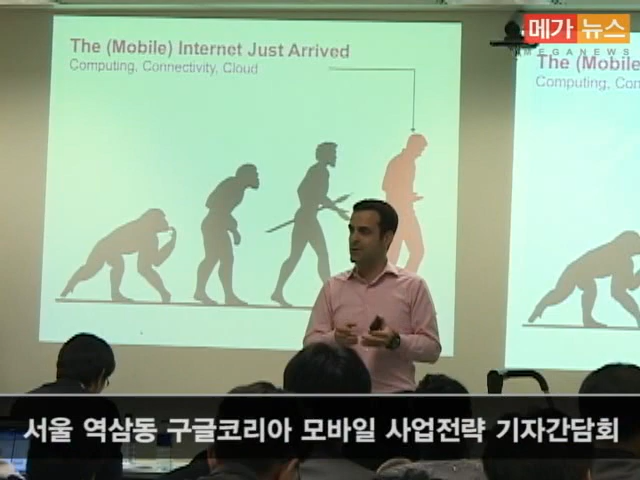 메가 뉴스
MEGANEWS
The (Mobile) Internet Just Arrived
Computing, Connectivity, Cloud
The (Mobile
Computing, Con
서울 역삼동 구글코리아 모바일 사업전략 기자간담회